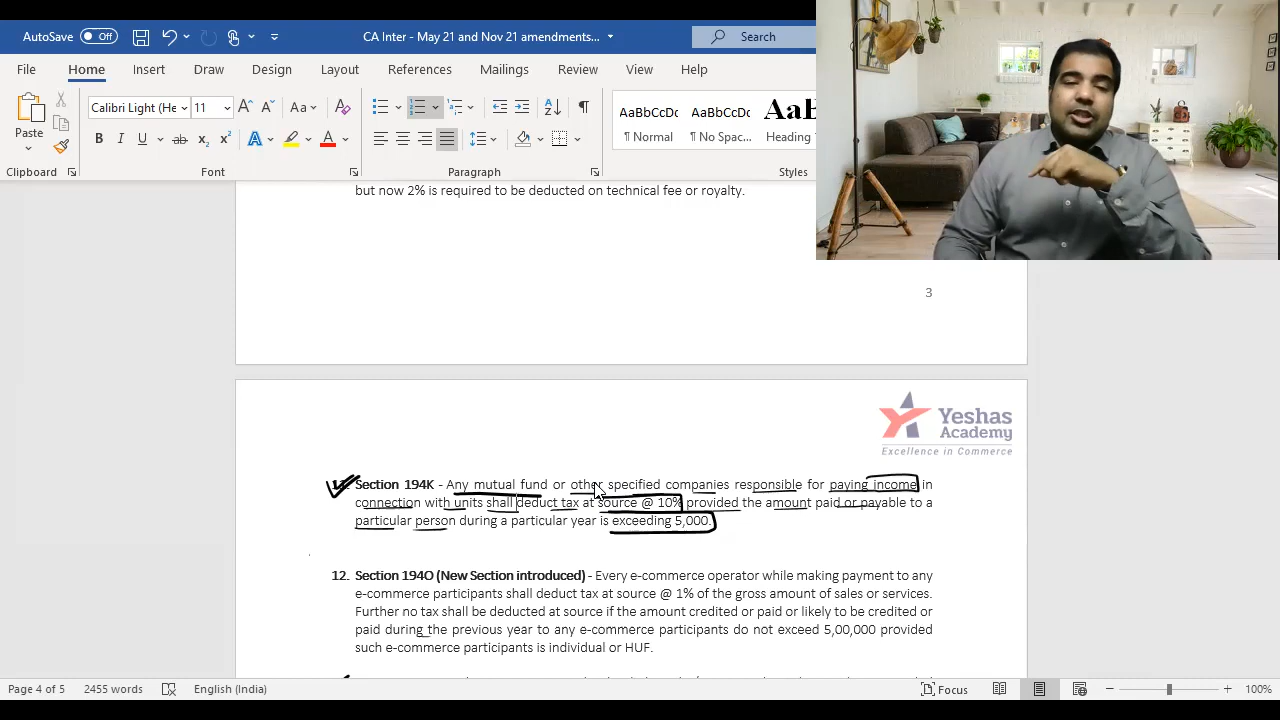 AutoSave Off CA Inter - May 21 and Nov 21 amendments... Search
File Home Insert Draw Design Layout References Mailings Review View Help
Paste Calibri Light (He 11 Aa
B I U ab x₂ x² A A
AaBbCcDc AaBbCcDc AaB
¶ Normal ¶ No Spac... Heading
Clipboard Font Paragraph Styles
but now 2% is required to be deducted on technical fee or royalty.
3
Yeshas
Academy
Excellence in Commerce
Section 194K - Any mutual fund or other specified companies responsible for paying income in
connection with units shall deduct tax at source @ 10% provided the amount paid or payable to a
particular person during a particular year is exceeding 5,000.
12. Section 194O (New Section introduced) - Every e-commerce operator while making payment to any
e-commerce participants shall deduct tax at source @ 1% of the gross amount of sales or services.
Further no tax shall be deducted at source if the amount credited or paid or likely to be credited or
paid during the previous year to any e-commerce participants do not exceed 5,00,000 provided
such e-commerce participants is individual or HUF.
Page 4 of 5 2455 words English (India) Focus 100%